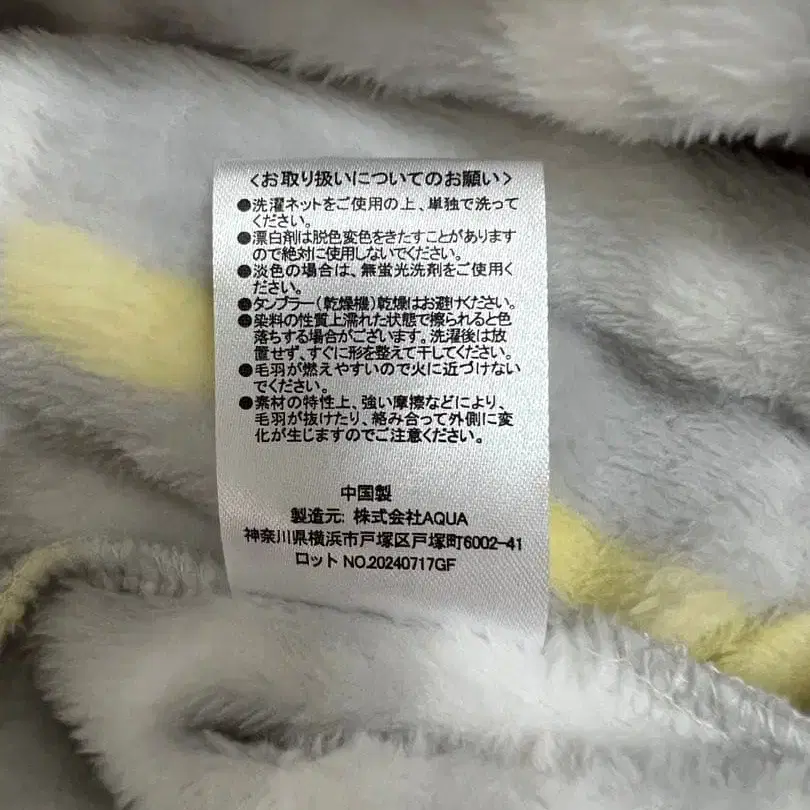 <お取り扱いについてのお願い>
●洗濯ネットをご使用の上、単独で洗って
ください。
●漂白剤は脱色変色をきたすことがあります
ので絶対に使用しないでください。
●淡色の場合は、無蛍光洗剤をご使用く
ださい。
●タンブラー(乾燥機)乾燥はお避けください。
●染料の性質上濡れた状態で擦られると色
落ちする場合がございます。洗濯後は放
置せず、すぐに形を整えて干してください。
●毛羽が燃えやすいので火に近づけない
でください。
●素材の特性上、強い摩擦などにより、
毛羽が抜けたり、絡み合って外側に変
化が生じますのでご注意ください。
中国製
製造元: 株式会社AQUA
神奈川県横浜市戸塚区戸塚町6002-41
ロット NO.20240717GF